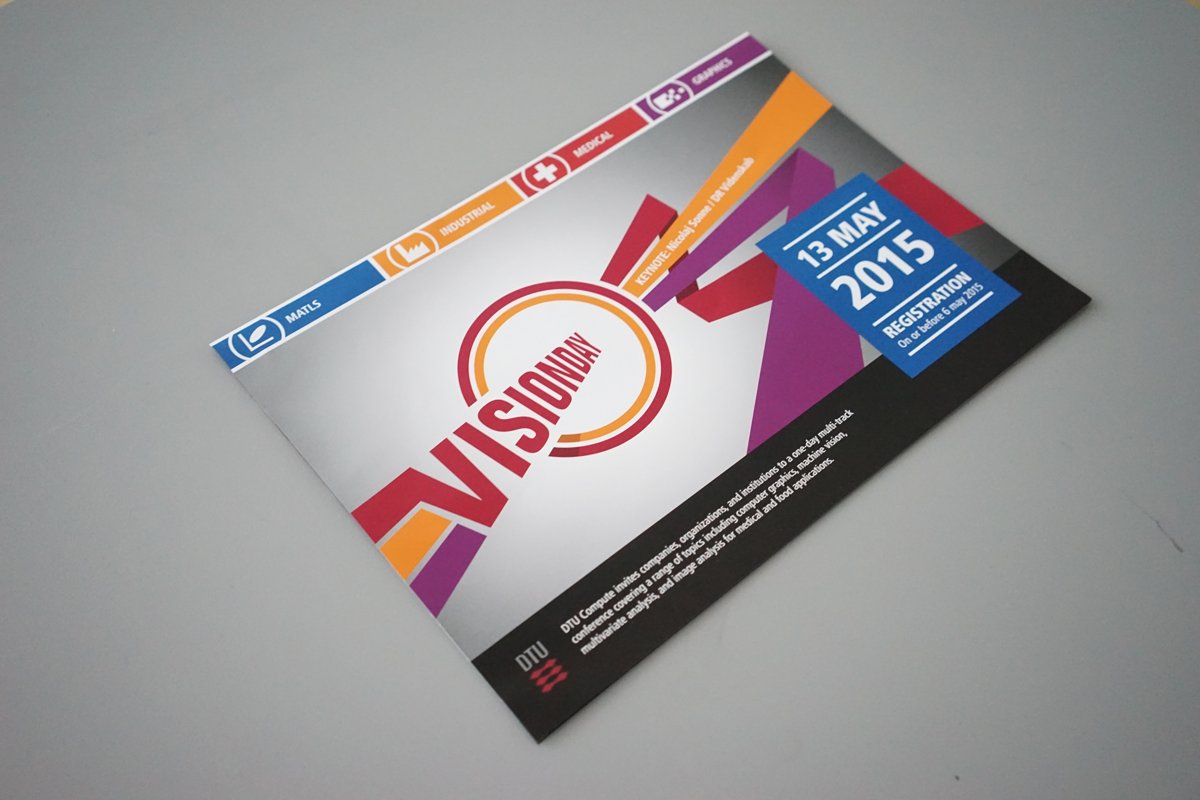 MATLS
INDUSTRIAL
MEDICAL
GRAPHICS
KEYNOTE: Nicolaj Sonne / DR Videnskab
VISIONDAY
13 MAY
2015
REGISTRATION
On or before 6 may 2015
DTU Compute invites companies, organizations, and institutions to a one-day multi-track
conference covering a range of topics including computer graphics, machine vision,
multivariate analysis, and image analysis for medical and food applications.
DTU